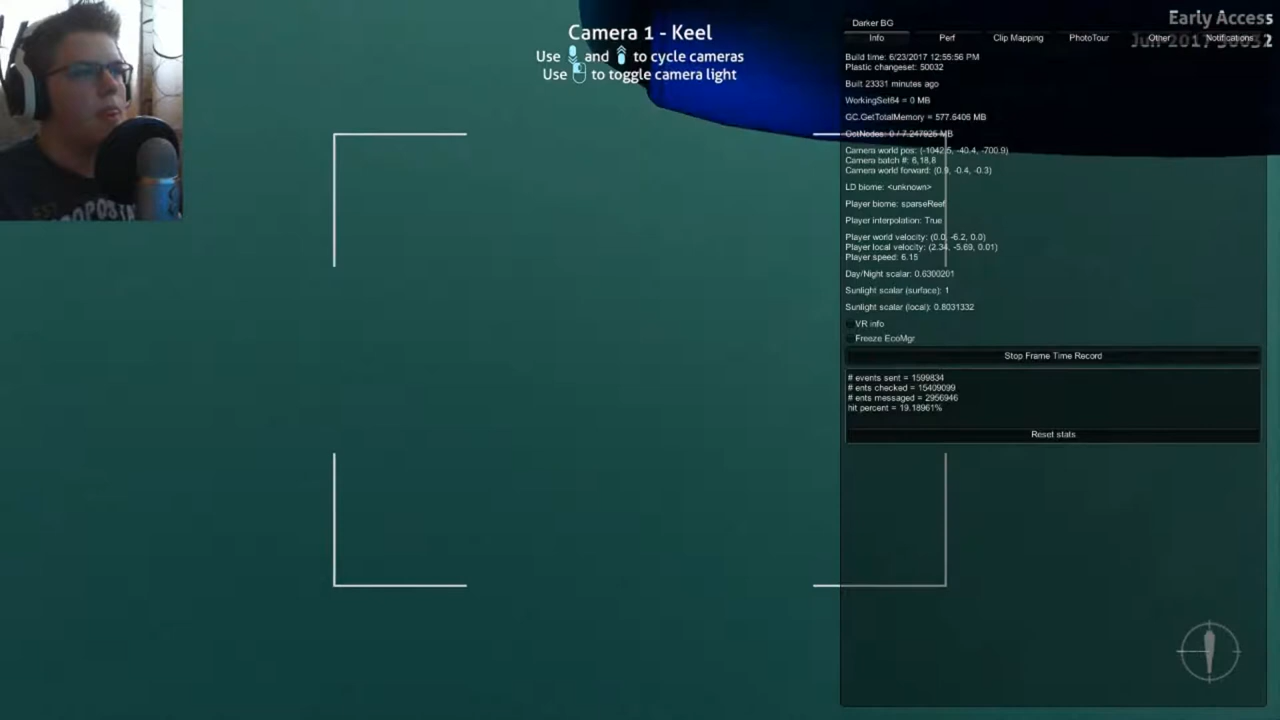 Camera 1 - Keel
Use and to cycle cameras
Use to toggle camera light
Early Access
Darker BG
Info Perf Clip Mapping PhotoTour Other Notifications
Build time: 6/23/2017 12:55:56 PM
Plastic changeset: 50032
Built 23331 minutes ago
WorkingSet64 = 0 MB
GC.GetTotalMemory = 577.6406 MB
OctNodes: 0 / 7.247925 MB
Camera world pos: (-1042.5, -40.4, -700.9)
Camera batch #: 6,18,8
Camera world forward: (0.9, -0.4, -0.3)
LD biome: <unknown>
Player biome: sparseReef
Player interpolation: True
Player world velocity: (0.0, -6.2, 0.0)
Player local velocity: (2.34, -5.69, 0.01)
Player speed: 6.15
Day/Night scalar: 0.6300201
Sunlight scalar (surface): 1
Sunlight scalar (local): 0.8031332
VR info
Freeze EcoMgr
Stop Frame Time Record
# events sent = 1599834
# ents checked = 15409099
# ents messaged = 2956946
hit percent = 19.18961%
Reset stats